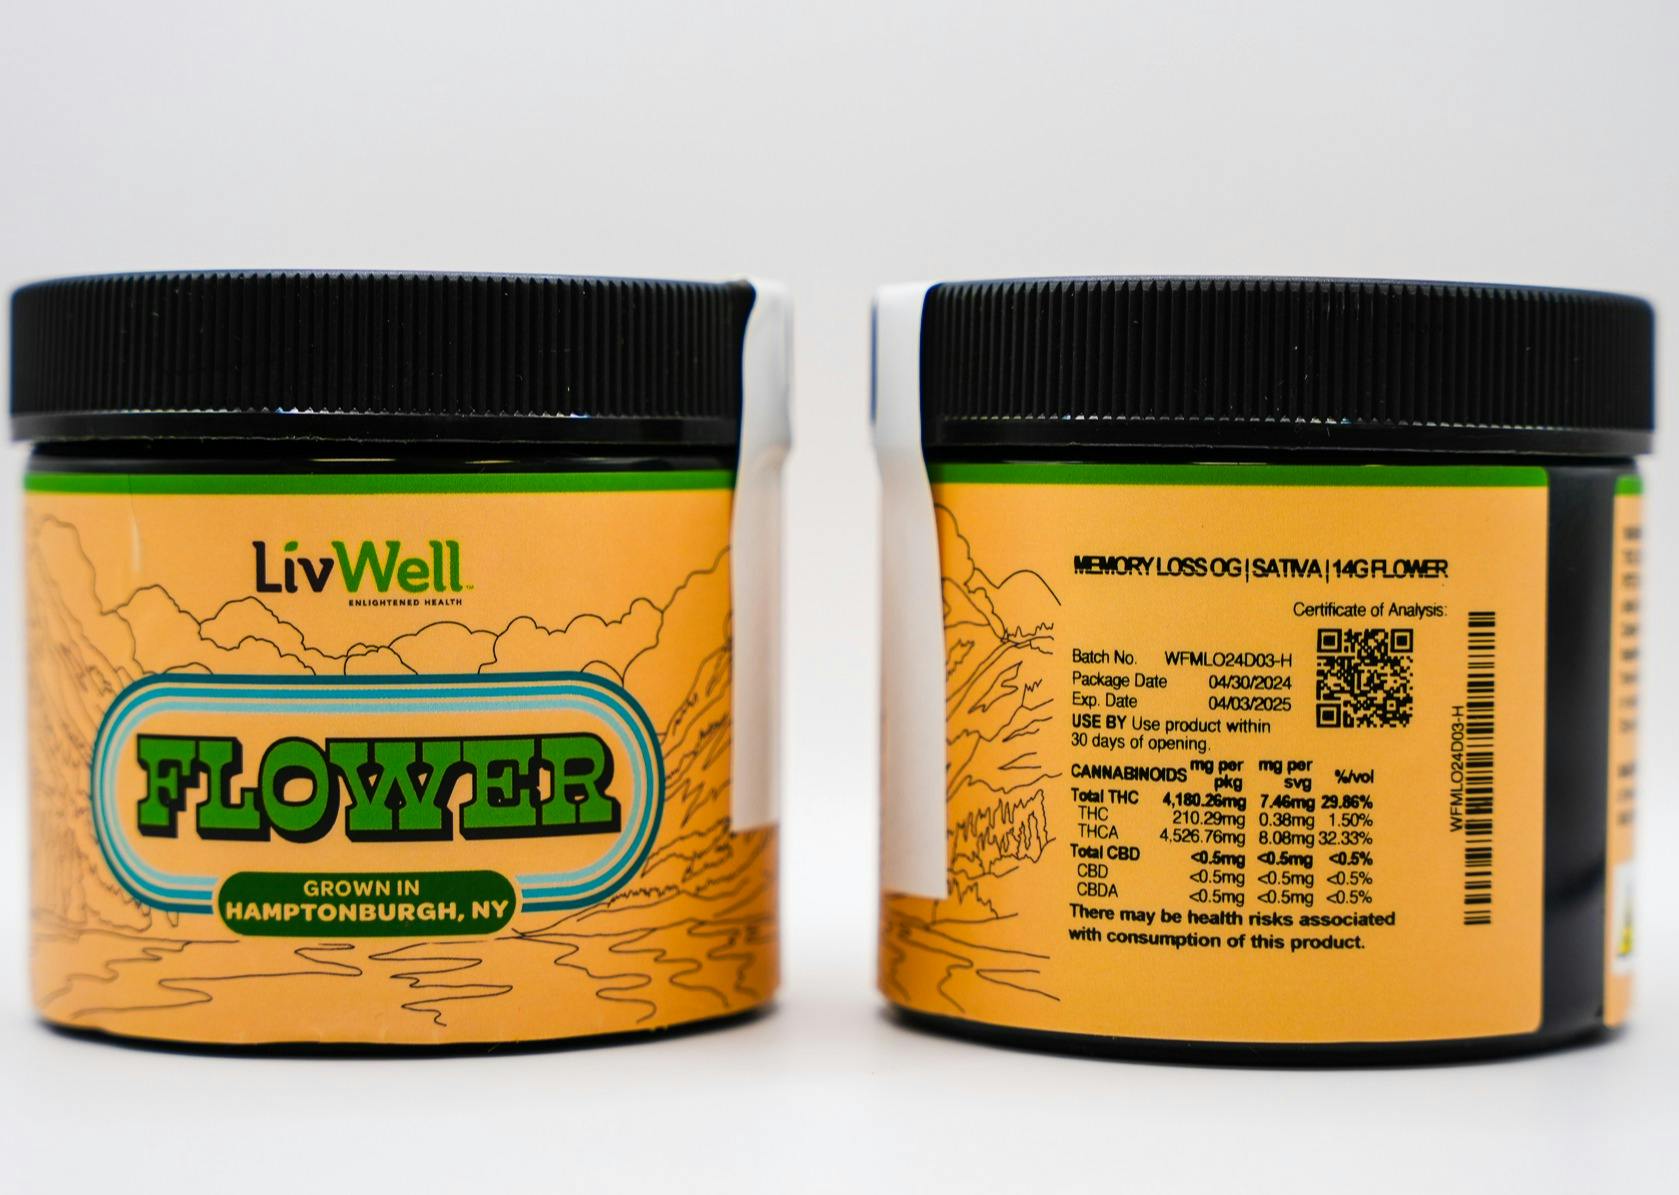 LivWell™
ENLIGHTENED HEALTH
FLOWER
GROWN IN
HAMPTONBURGH, NY
MEMORY LOSS OG | SATIVA | 14G FLOWER
Certificate of Analysis:
Batch No. WFMLO24D03-H
Package Date 04/30/2024
Exp. Date 04/03/2025
USE BY Use product within
30 days of opening.
CANNABINOIDS mg per pkg mg per svg %/vol
Total THC 4,180.26mg 7.46mg 29.86%
THC 210.29mg 0.38mg 1.50%
THCA 4,526.76mg 8.08mg 32.33%
Total CBD <0.5mg <0.5mg <0.5%
CBD <0.5mg <0.5mg <0.5%
CBDA <0.5mg <0.5mg <0.5%
There may be health risks associated
with consumption of this product.
WFMLO24D03-H